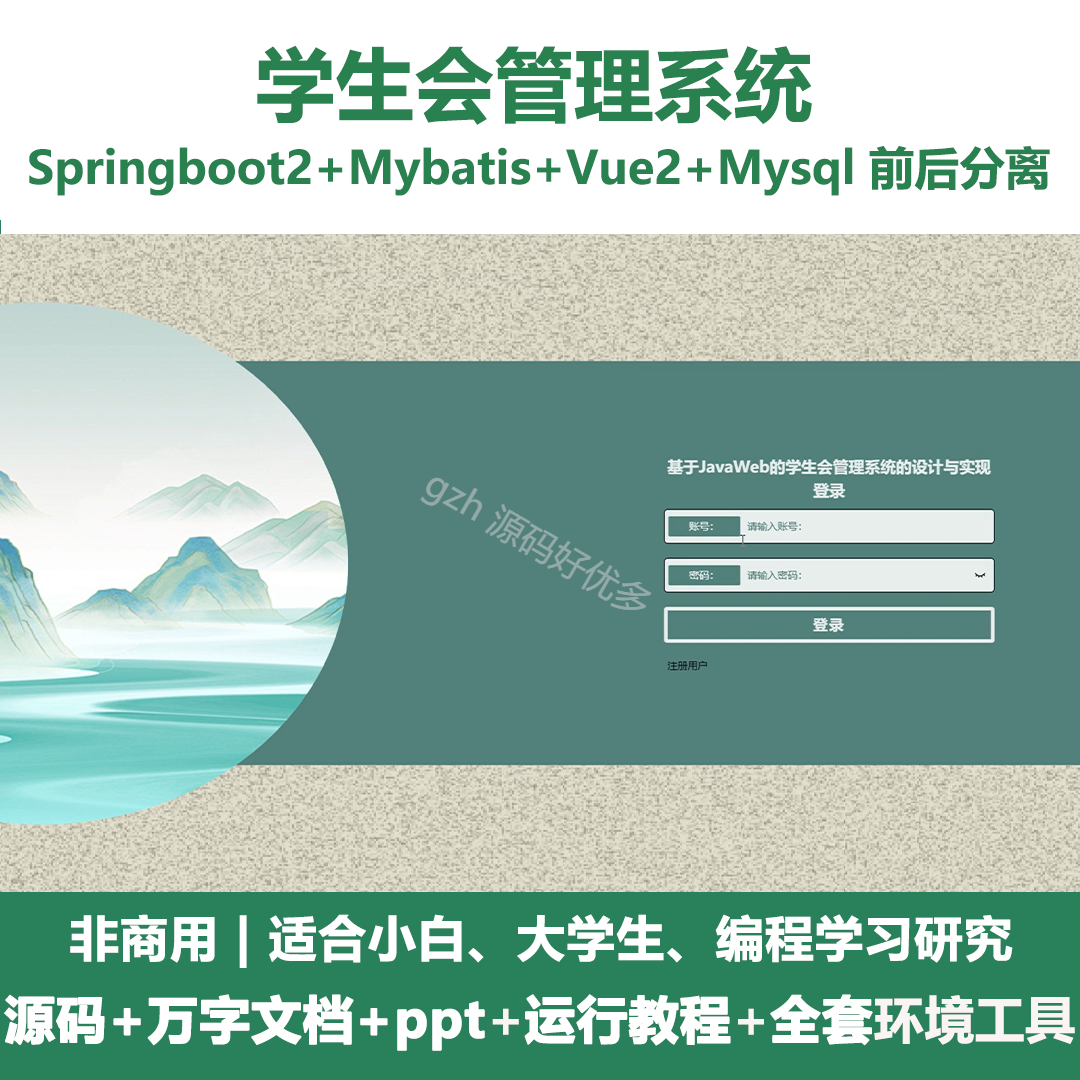 学生会管理系统
Springboot2+Mybatis+Vue2+Mysql 前后分离
基于JavaWeb的学生会管理系统的设计与实现
登录
账号： 请输入账号：
gzh 源码好优多
密码： 请输入密码：
登录
注册用户
非商用 | 适合小白、大学生、编程学习研究
源码+万字文档+ppt+运行教程+全套环境工具